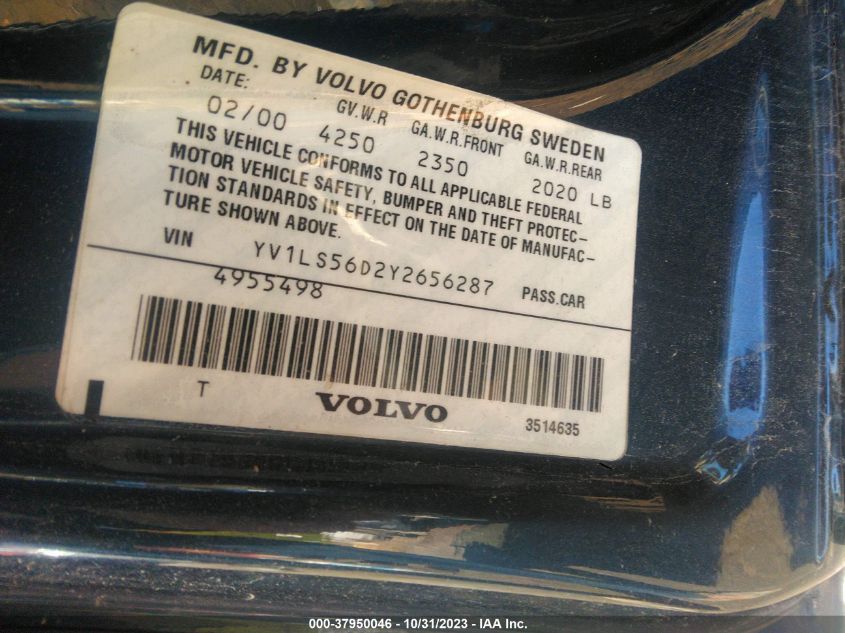 MFD. BY VOLVO GOTHENBURG SWEDEN
DATE: GV.W.R GA.W.R.FRONT GA.W.R.REAR
02/00 4250 2350 2020 LB
THIS VEHICLE CONFORMS TO ALL APPLICABLE FEDERAL
MOTOR VEHICLE SAFETY, BUMPER AND THEFT PROTEC-
TION STANDARDS IN EFFECT ON THE DATE OF MANUFAC-
TURE SHOWN ABOVE.
VIN YV1LS56D2Y2656287 PASS.CAR
4955498
T VOLVO 3514635
000-37950046 - 10/31/2023 - IAA Inc.